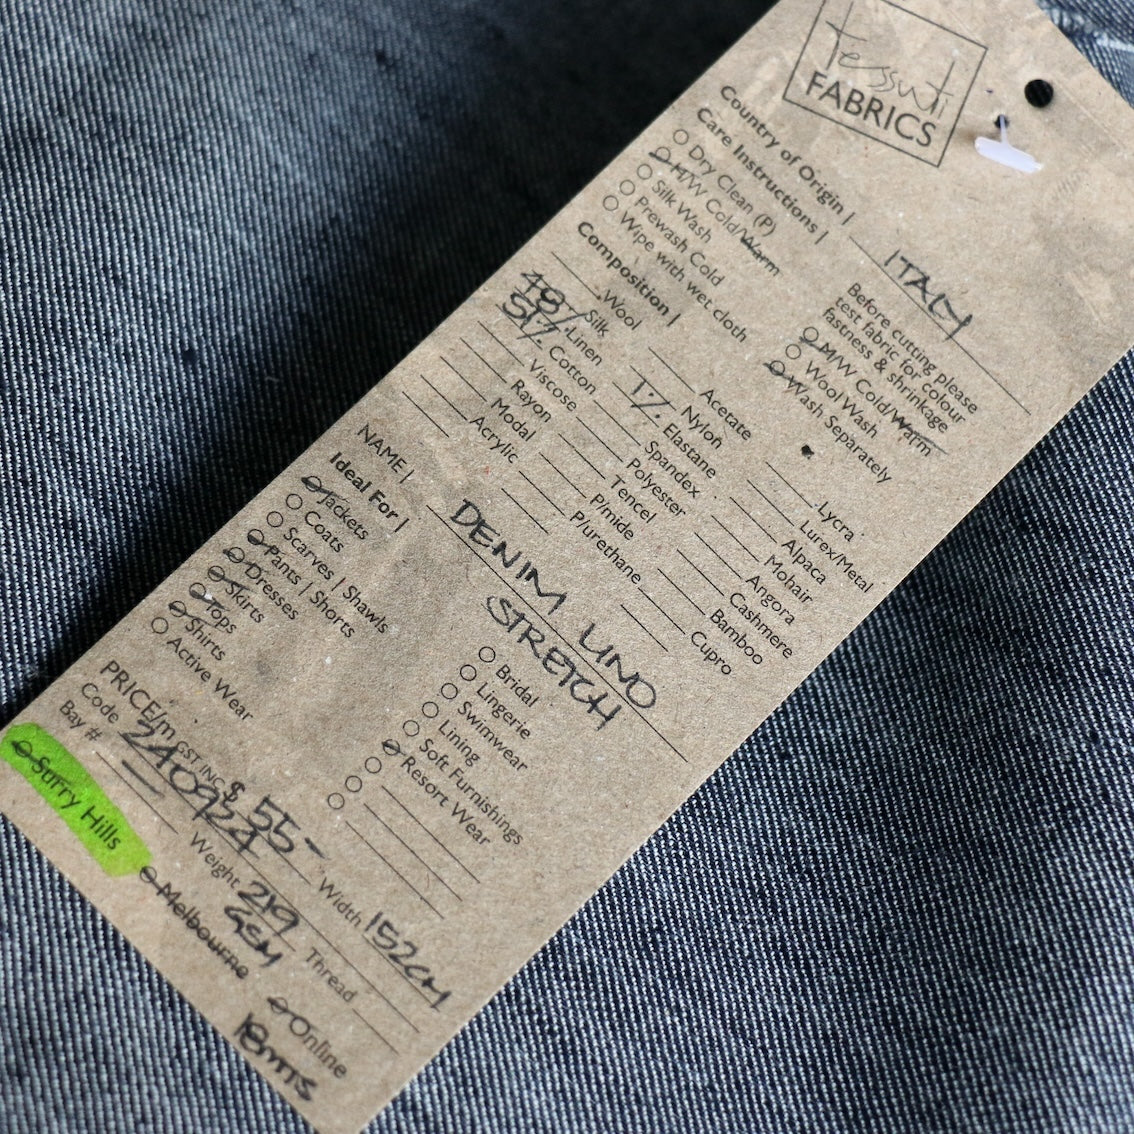 tessuti
FABRICS
Country of Origin | ITALY
Care Instructions |
Dry Clean (P)
H/W Cold/Warm
Silk Wash
Prewash Cold
Wipe with wet cloth
Before cutting please
test fabric for colour
fastness & shrinkage
M/W Cold/Warm
Wool Wash
Wash Separately
Composition |
Wool
Silk
48% Linen
51% Cotton
Viscose
Rayon
Modal
Acrylic
Acetate
Nylon
1% Elastane
Spandex
Polyester
Tencel
P/mide
P/urethane
Lycra
Lurex/Metal
Alpaca
Mohair
Angora
Cashmere
Bamboo
Cupro
NAME | DENIM LINO
STRETCH
Ideal For |
Jackets
Coats
Scarves | Shawls
Pants | Shorts
Dresses
Skirts
Tops
Shirts
Active Wear
Bridal
Lingerie
Swimwear
Lining
Soft Furnishings
Resort Wear
PRICE/m GST INC $ 55- Width 152CM
Code 240924 Weight 219 GSM Thread
Bay #
Surry Hills Melbourne Online
18mts